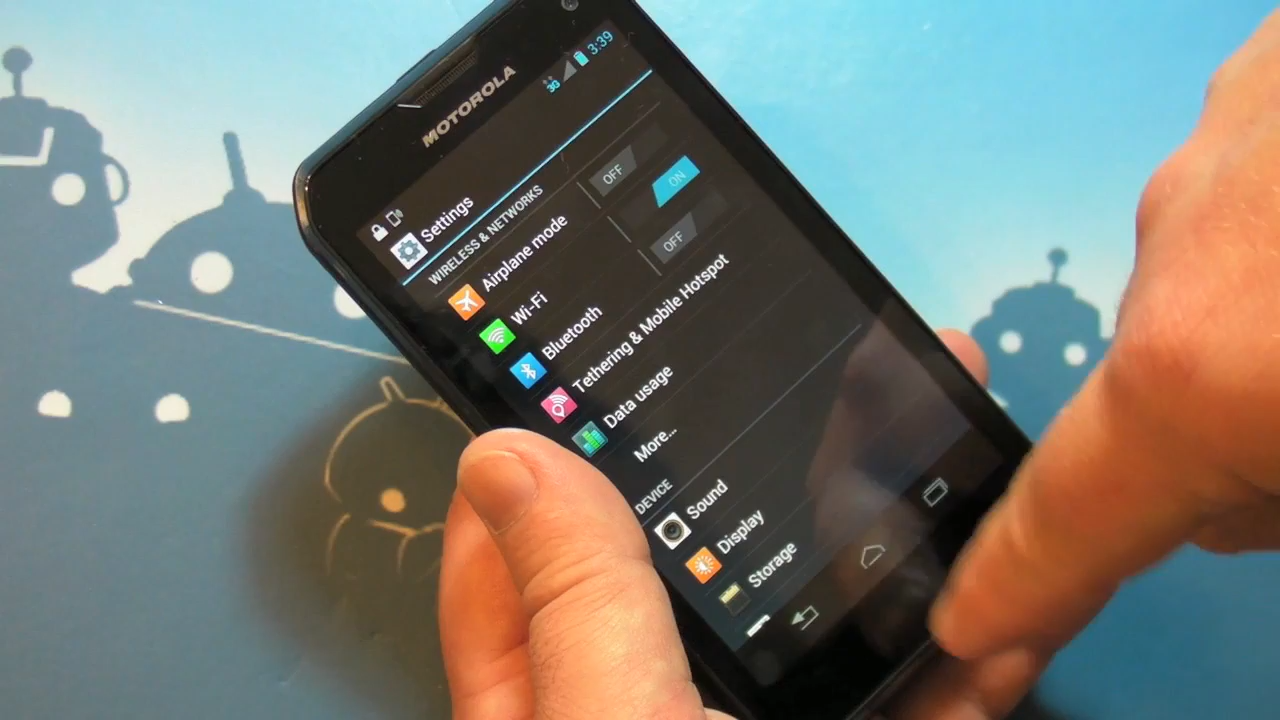 MOTOROLA
3G 3:39
Settings
WIRELESS & NETWORKS
Airplane mode OFF
Wi-Fi ON
Bluetooth OFF
Tethering & Mobile Hotspot
Data usage
More...
DEVICE
Sound
Display
Storage